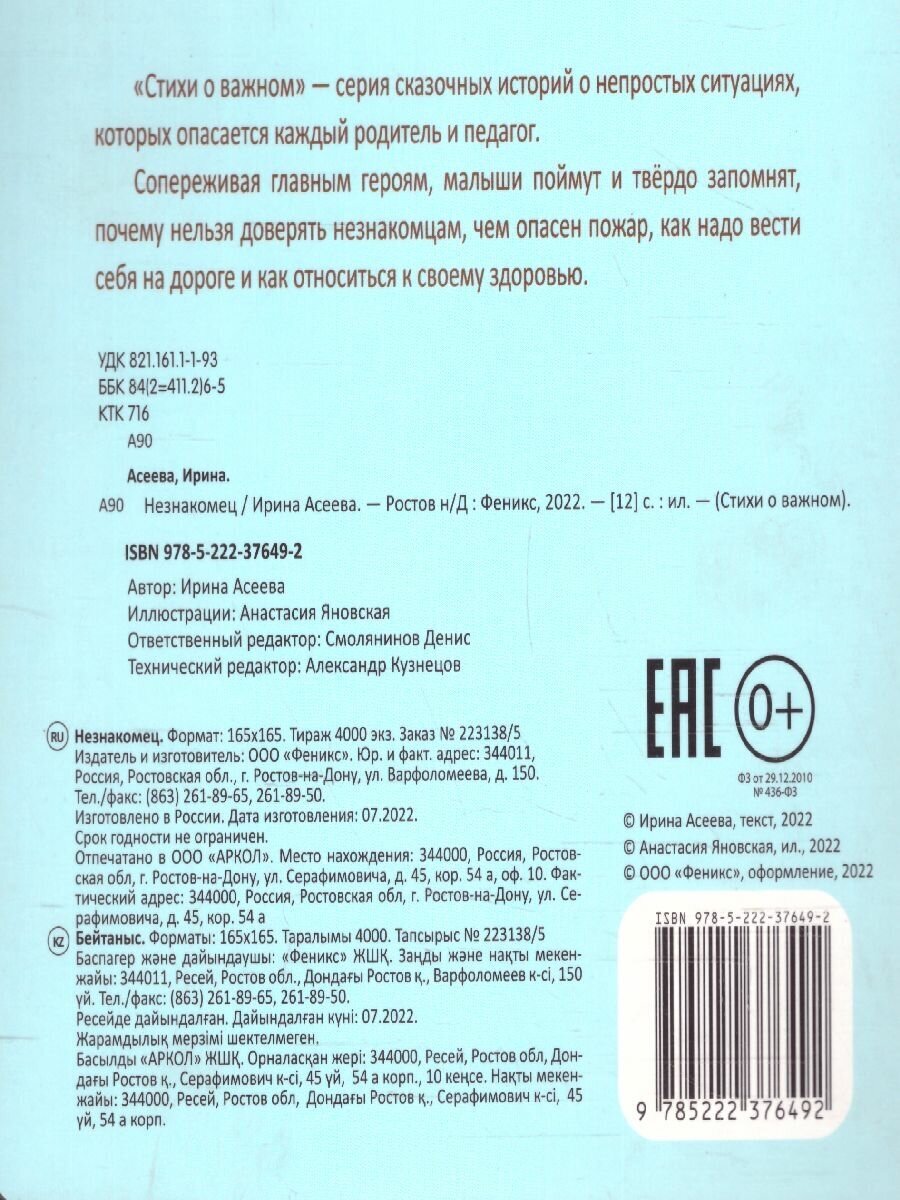 «Стихи о важном» — серия сказочных историй о непростых ситуациях,
которых опасается каждый родитель и педагог.
Сопереживая главным героям, малыши поймут и твёрдо запомнят,
почему нельзя доверять незнакомцам, чем опасен пожар, как надо вести
себя на дороге и как относиться к своему здоровью.
УДК 821.161.1-1-93
ББК 84(2=411.2)6-5
КТК 716
А90
Асеева, Ирина.
А90 Незнакомец / Ирина Асеева. — Ростов н/Д : Феникс, 2022. — [12] с. : ил. — (Стихи о важном).
ISBN 978-5-222-37649-2
Автор: Ирина Асеева
Иллюстрации: Анастасия Яновская
Ответственный редактор: Смолянинов Денис
Технический редактор: Александр Кузнецов
EAC 0+
ФЗ от 29.12.2010
№ 436-ФЗ
RU Незнакомец. Формат: 165х165. Тираж 4000 экз. Заказ № 223138/5
Издатель и изготовитель: ООО «Феникс». Юр. и факт. адрес: 344011,
Россия, Ростовская обл., г. Ростов-на-Дону, ул. Варфоломеева, д. 150.
Тел./факс: (863) 261-89-65, 261-89-50.
Изготовлено в России. Дата изготовления: 07.2022.
Срок годности не ограничен.
Отпечатано в ООО «АРКОЛ». Место нахождения: 344000, Россия, Ростов-
ская обл, г. Ростов-на-Дону, ул. Серафимовича, д. 45, кор. 54 а, оф. 10. Фак-
тический адрес: 344000, Россия, Ростовская обл, г. Ростов-на-Дону, ул. Се-
рафимовича, д. 45, кор. 54 а
KZ Бейтаныс. Форматы: 165х165. Таралымы 4000. Тапсырыс № 223138/5
Баспагер және дайындаушы: «Феникс» ЖШҚ. Заңды және нақты мекен-
жайы: 344011, Ресей, Ростов обл., Дондағы Ростов қ., Варфоломеев к-сі, 150
үй. Тел./факс: (863) 261-89-65, 261-89-50.
Ресейде дайындалған. Дайындалған күні: 07.2022.
Жарамдылық мерзімі шектелмеген.
Басылды «АРКОЛ» ЖШҚ. Орналасқан жері: 344000, Ресей, Ростов обл, Дон-
дағы Ростов қ., Серафимович к-сі, 45 үй, 54 а корп., 10 кеңсе. Нақты мекен-
жайы: 344000, Ресей, Ростов обл, Дондағы Ростов қ., Серафимович к-сі, 45
үй, 54 а корп.
© Ирина Асеева, текст, 2022
© Анастасия Яновская, ил., 2022
© ООО «Феникс», оформление, 2022
ISBN 978-5-222-37649-2
9 785222 376492